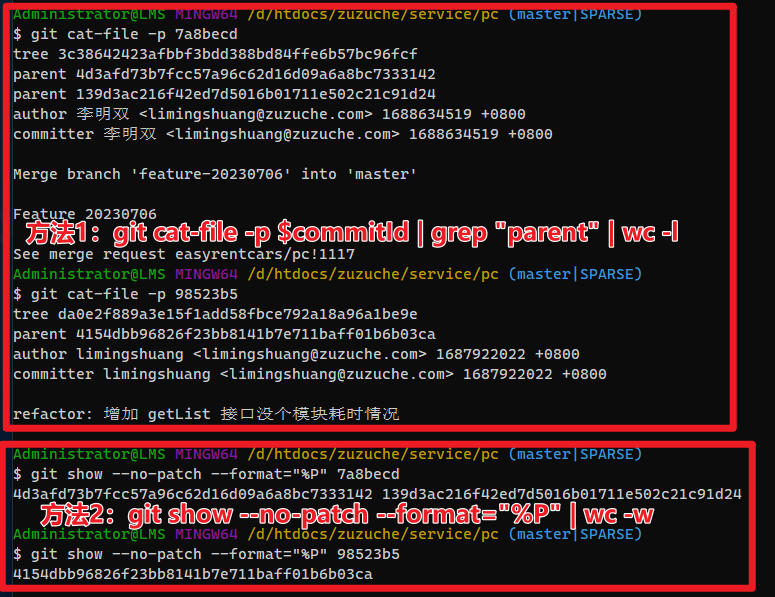 Administrator@LMS MINGW64 /d/htdocs/zuzuche/service/pc (master|SPARSE)
$ git cat-file -p 7a8becd
tree 3c38642423afbbf3bdd388bd84ffe6b57bc96fcf
parent 4d3afd73b7fcc57a96c62d16d09a6a8bc7333142
parent 139d3ac216f42ed7d5016b01711e502c21c91d24
author 李明双 <limingshuang@zuzuche.com> 1688634519 +0800
committer 李明双 <limingshuang@zuzuche.com> 1688634519 +0800
Merge branch 'feature-20230706' into 'master'
Feature 20230706
方法1：git cat-file -p $commitId | grep "parent" | wc -l
See merge request easyrentcars/pc!1117
Administrator@LMS MINGW64 /d/htdocs/zuzuche/service/pc (master|SPARSE)
$ git cat-file -p 98523b5
tree da0e2f889a3e15f1add58fbce792a18a96a1be9e
parent 4154dbb96826f23bb8141b7e711baff01b6b03ca
author limingshuang <limingshuang@zuzuche.com> 1687922022 +0800
committer limingshuang <limingshuang@zuzuche.com> 1687922022 +0800
refactor: 增加 getList 接口没个模块耗时情况
Administrator@LMS MINGW64 /d/htdocs/zuzuche/service/pc (master|SPARSE)
$ git show --no-patch --format="%P" 7a8becd
4d3afd73b7fcc57a96c62d16d09a6a8bc7333142 139d3ac216f42ed7d5016b01711e502c21c91d24
方法2：git show --no-patch --format="%P" | wc -w
Administrator@LMS MINGW64 /d/htdocs/zuzuche/service/pc (master|SPARSE)
$ git show --no-patch --format="%P" 98523b5
4154dbb96826f23bb8141b7e711baff01b6b03ca